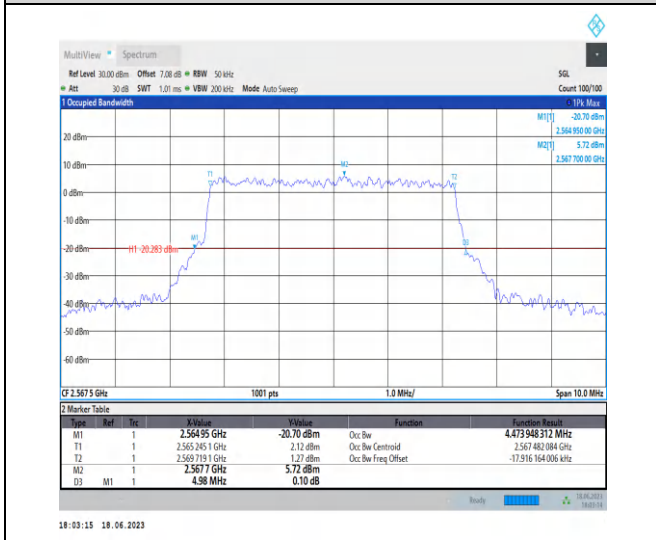 MultiView Spectrum
Ref Level 30.00 dBm Offset 7.08 dB RBW 50 kHz SGL
Att 30 dB SWT 1.01 ms VBW 200 kHz Mode Auto Sweep Count 100/100
1 Occupied Bandwidth 1Pk Max
M1[1] -20.70 dBm
2.564 950 00 GHz
M2[1] 5.72 dBm
2.567 700 00 GHz
20 dBm
10 dBm
0 dBm
-10 dBm
-20 dBm
-30 dBm
-40 dBm
-50 dBm
-60 dBm
T1 M2 T2
M1 D3
H1 -20.283 dBm
CF 2.567 5 GHz 1001 pts 1.0 MHz/ Span 10.0 MHz
2 Marker Table
Type Ref Trc X-Value Y-Value Function Function Result
M1 1 2.564 95 GHz -20.70 dBm Occ Bw 4.473 948 312 MHz
T1 1 2.565 245 1 GHz 2.12 dBm Occ Bw Centroid 2.567 482 084 GHz
T2 1 2.569 719 1 GHz 1.27 dBm Occ Bw Freq Offset -17.916 164 006 kHz
M2 1 2.567 7 GHz 5.72 dBm
D3 M1 1 4.98 MHz 0.10 dB
Ready 18.06.2023
18:03:14
18:03:15 18.06.2023